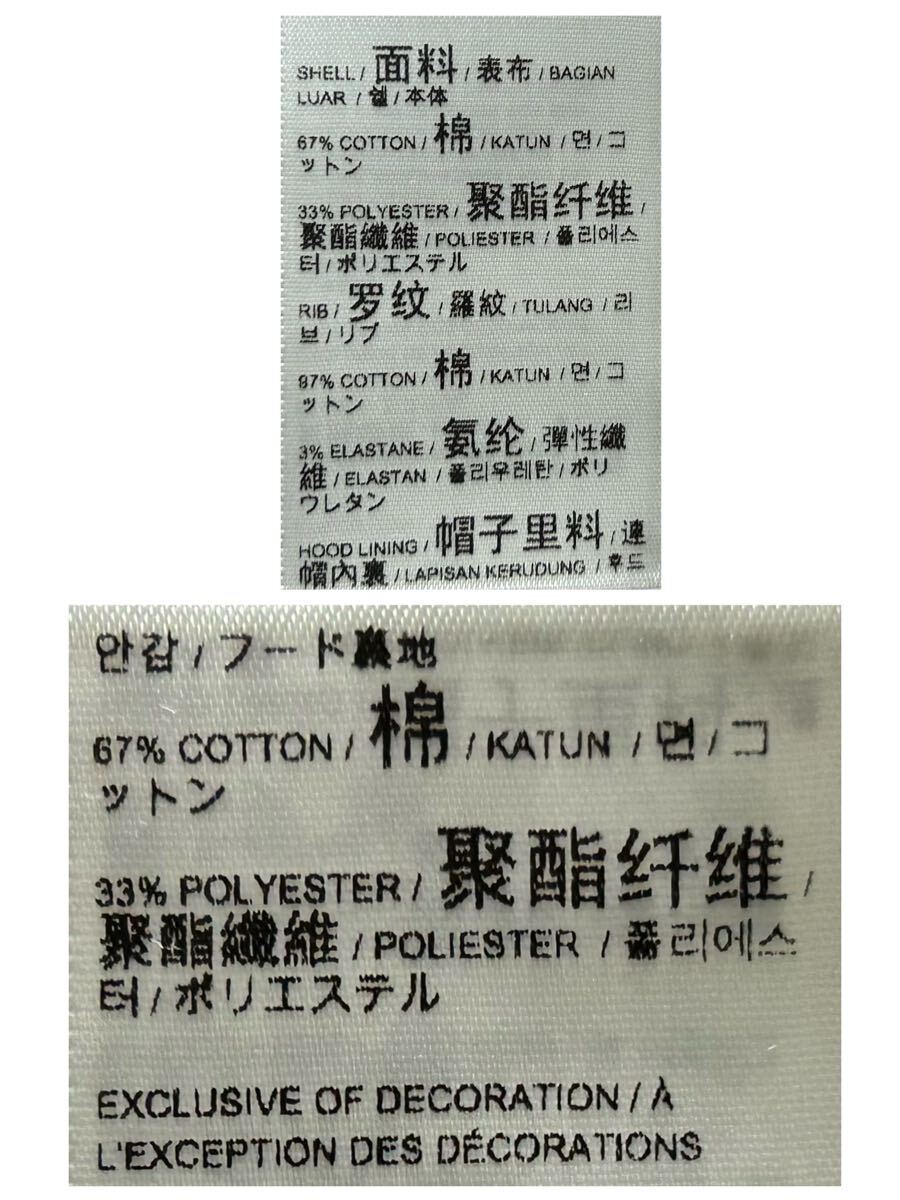 SHELL / 面料 / 表布 / BAGIAN
LUAR / 쉘 / 本体
67% COTTON / 棉 / KATUN / 면 / コ
ットン
33% POLYESTER / 聚酯纤维 /
聚酯纖維 / POLIESTER / 폴리에스
터 / ポリエステル
RIB / 罗纹 / 羅紋 / TULANG / 리
브 / リブ
97% COTTON / 棉 / KATUN / 면 / コ
ットン
3% ELASTANE / 氨纶 / 彈性纖
維 / ELASTAN / 폴리우레탄 / ポリ
ウレタン
HOOD LINING / 帽子里料 / 連
帽內裏 / LAPISAN KERUDUNG / 후드
안감 / フード裏地
67% COTTON / 棉 / KATUN / 면 / コ
ットン
33% POLYESTER / 聚酯纤维 /
聚酯纖維 / POLIESTER / 폴리에스
터 / ポリエステル
EXCLUSIVE OF DECORATION / À
L'EXCEPTION DES DÉCORATIONS